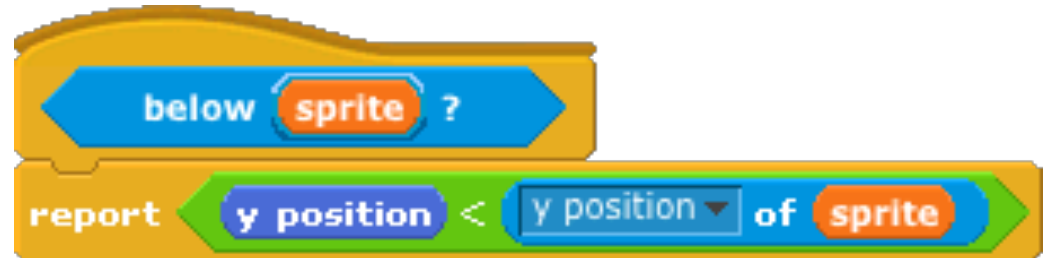 below sprite ?
report y position < y position of sprite